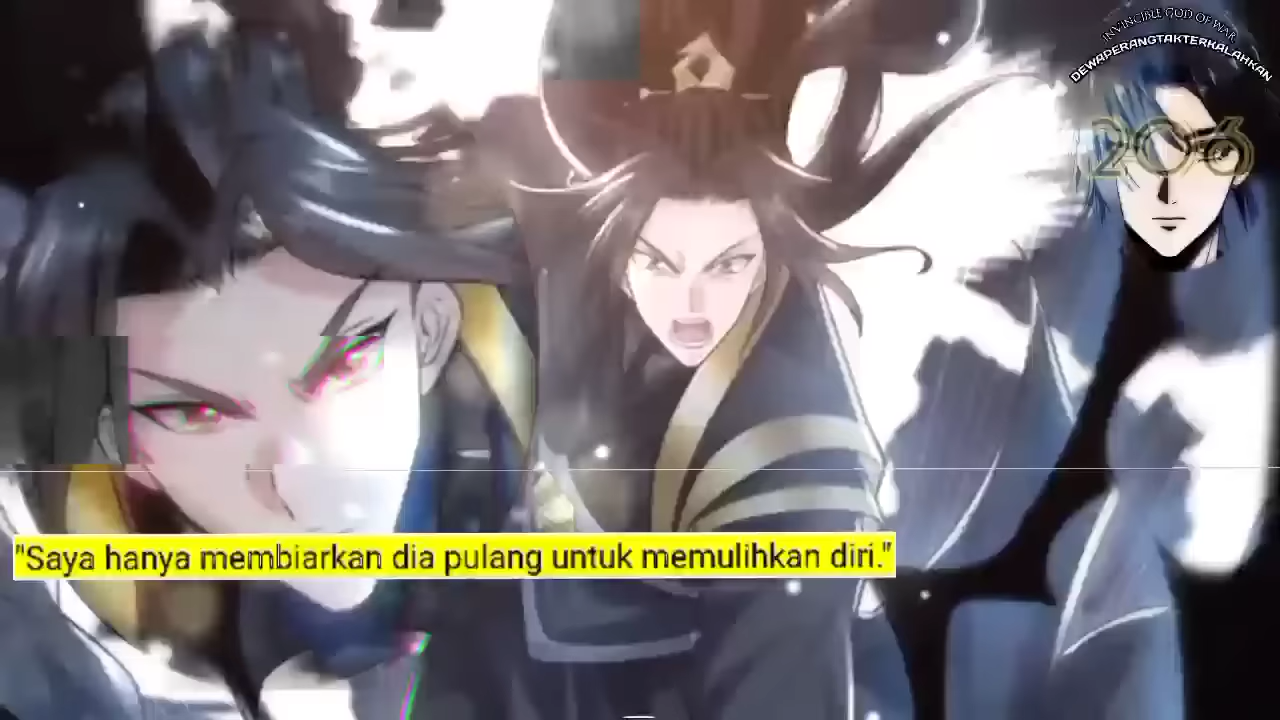 INVINCIBLE GOD OF WAR
DEWAPERANGTAKTERKALAHKAN
206
"Saya hanya membiarkan dia pulang untuk memulihkan diri."